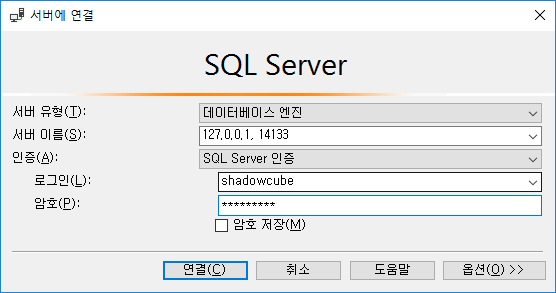 서버에 연결
SQL Server
서버 유형(T): 데이터베이스 엔진
서버 이름(S): 127.0.0.1, 14133
인증(A): SQL Server 인증
로그인(L): shadowcube
암호(P): *********
암호 저장(M)
연결(C) 취소 도움말 옵션(O) >>